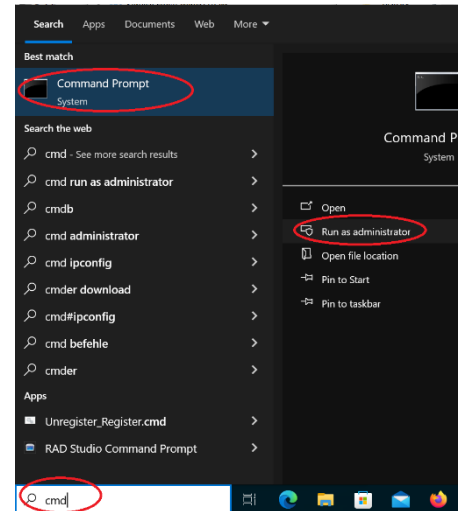 Search Apps Documents Web More
Best match
Command Prompt
System
Search the web
cmd - See more search results
cmd run as administrator
cmdb
cmd administrator
cmd ipconfig
cmder download
cmd#ipconfig
cmd befehle
cmder
Apps
Unregister_Register.cmd
RAD Studio Command Prompt
cmd
Command P
System
Open
Run as administrator
Open file location
Pin to Start
Pin to taskbar